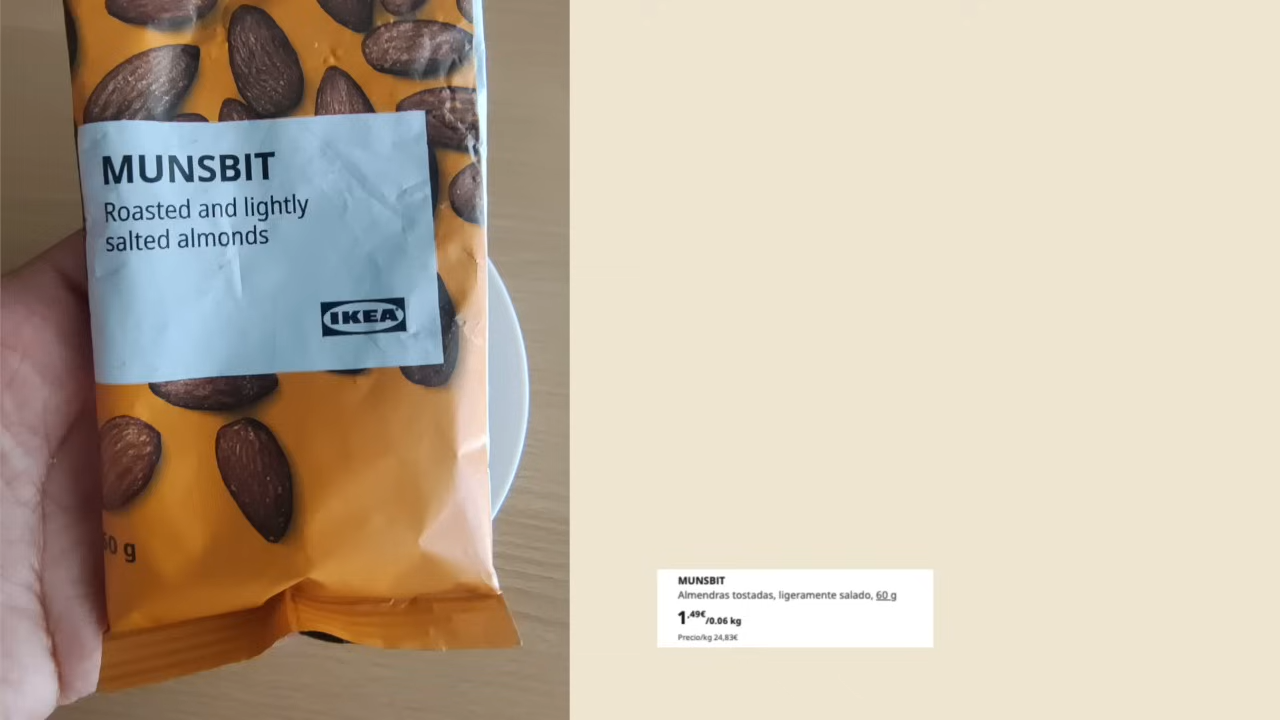 MUNSBIT
Roasted and lightly
salted almonds
IKEA
60 g
MUNSBIT
Almendras tostadas, ligeramente salado, 60 g
1,49€/0.06 kg
Precio/kg 24,83€